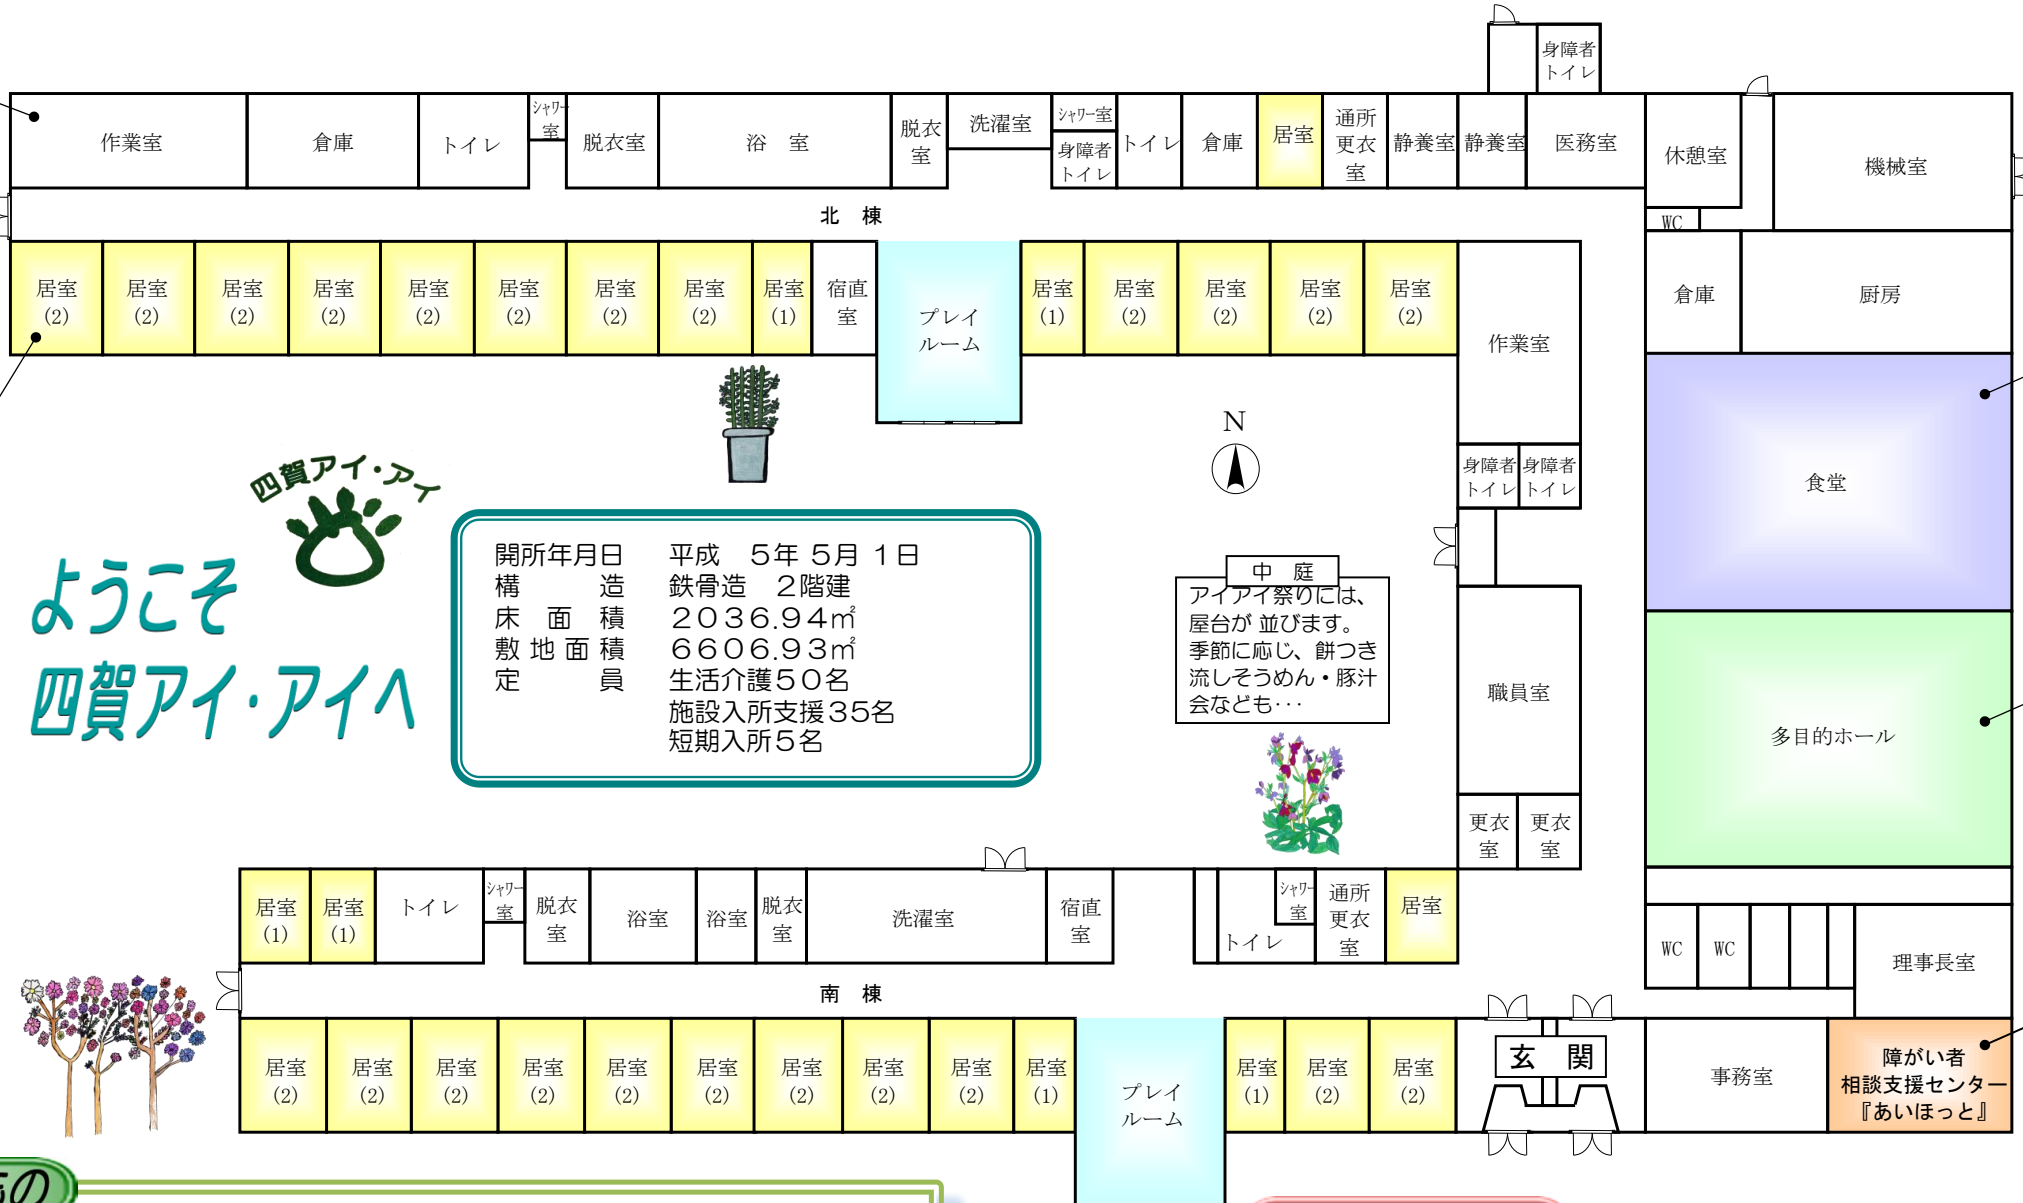 身障者
トイレ
作業室
倉庫
トイレ
シャワー
室
脱衣室
浴　室
脱衣
室
洗濯室
シャワー室
身障者
トイレ
トイレ
倉庫
居室
通所
更衣
室
静養室
静養室
医務室
休憩室
機械室
WC
北　棟
居室
(2)
居室
(2)
居室
(2)
居室
(2)
居室
(2)
居室
(2)
居室
(2)
居室
(2)
居室
(1)
宿直
室
プレイ
ルーム
居室
(1)
居室
(2)
居室
(2)
居室
(2)
居室
(2)
作業室
倉庫
厨房
食堂
N
身障者
トイレ
身障者
トイレ
四賀アイ・アイ
ようこそ
四賀アイ・アイへ
開所年月日　平成　5年 5月 1日
構　　　造　鉄骨造　2階建
床　面　積　2036.94㎡
敷 地 面 積　6606.93㎡
定　　　員　生活介護50名
施設入所支援35名
短期入所5名
中　庭
アイアイ祭りには、
屋台が 並びます。
季節に応じ、餅つき
流しそうめん・豚汁
会なども･･･
職員室
多目的ホール
更衣
室
更衣
室
居室
(1)
居室
(1)
トイレ
シャワー
室
脱衣
室
浴室
浴室
脱衣
室
洗濯室
宿直
室
トイレ
シャワー
室
通所
更衣
室
居室
WC
WC
理事長室
南　棟
居室
(2)
居室
(2)
居室
(2)
居室
(2)
居室
(2)
居室
(2)
居室
(2)
居室
(2)
居室
(2)
居室
(1)
プレイ
ルーム
居室
(1)
居室
(2)
居室
(2)
玄　関
事務室
障がい者
相談支援センター
『あいほっと』
の